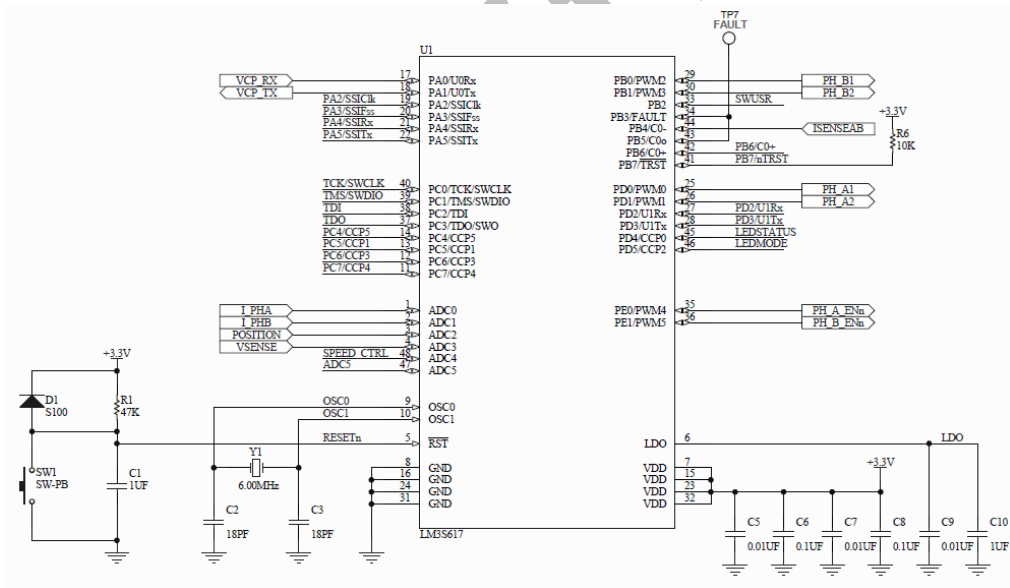 TP7
FAULT
U1
VCP_RX 17 PA0/U0Rx PB0/PWM2 29 PH_B1
VCP_TX 18 PA1/U0Tx PB1/PWM3 30 PH_B2
PA2/SSIClk 19 PA2/SSIClk PB2 33 SWUSR
PA3/SSIFss 20 PA3/SSIFss PB3/FAULT 34 +3.3V
PA4/SSIRx 21 PA4/SSIRx PB4/C0- 44 ISENSEAB
PA5/SSITx 22 PA5/SSITx PB5/C0o 43 R6
10K
PB6/C0+ 42 PB6/C0+
PB7/TRST 41 PB7/nTRST
TCK/SWCLK 40 PC0/TCK/SWCLK PD0/PWM0 25 PH_A1
TMS/SWDIO 39 PC1/TMS/SWDIO PD1/PWM1 26 PH_A2
TDI 38 PC2/TDI PD2/U1Rx 27 PD2/U1Rx
TDO 37 PC3/TDO/SWO PD3/U1Tx 28 PD3/U1Tx
PC4/CCP5 14 PC4/CCP5 PD4/CCP0 45 LEDSTATUS
PC5/CCP1 13 PC5/CCP1 PD5/CCP2 46 LEDMODE
PC6/CCP3 12 PC6/CCP3
PC7/CCP4 11 PC7/CCP4
I_PHA 1 ADC0 PE0/PWM4 35 PH_A_ENn
I_PHB 2 ADC1 PE1/PWM5 36 PH_B_ENn
POSITION 3 ADC2
VSENSE 4 ADC3
SPEED_CTRL 48 ADC4
ADC5 47 ADC5
+3.3V
D1
S100
R1
47K
OSC0 9 OSC0
OSC1 10 OSC1
RESETn 5 RST LDO 6 LDO
SW1
SW-PB
C1
1UF
Y1
6.00MHz
8 GND VDD 7 +3.3V
16 GND VDD 15
24 GND VDD 23
31 GND VDD 32
C2
18PF
C3
18PF
LM3S617
C5
0.01UF
C6
0.1UF
C7
0.01UF
C8
0.1UF
C9
0.01UF
C10
1UF